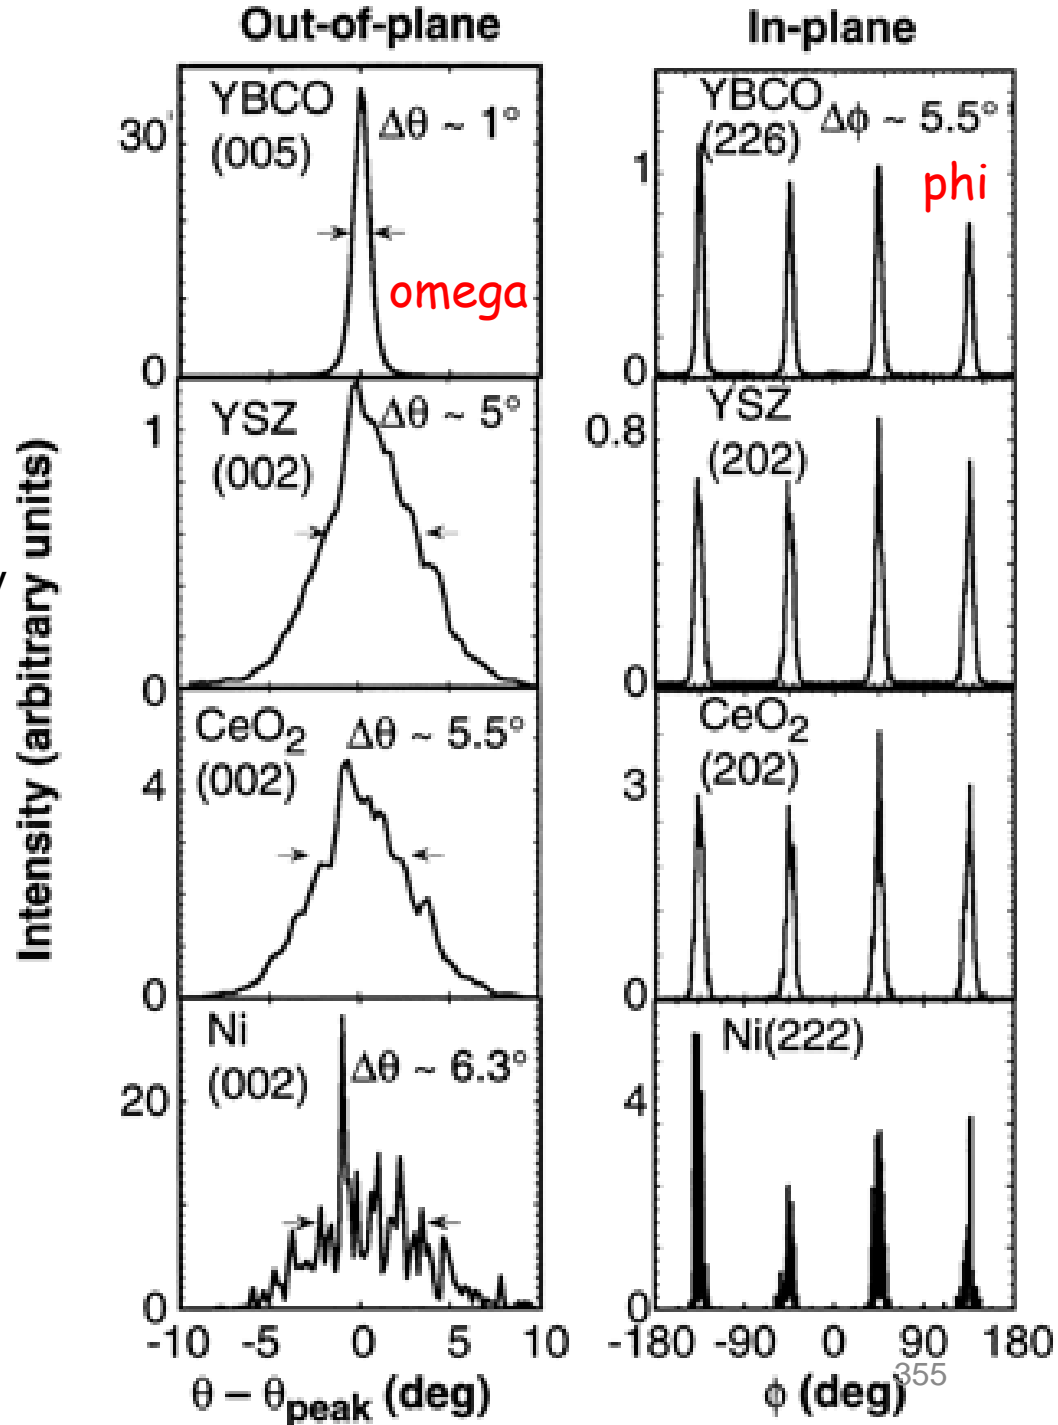 Out-of-plane
In-plane
Intensity (arbitrary units)
YBCO
(005)
Δθ ~ 1°
omega
30
0
YBCO
(226)
Δϕ ~ 5.5°
phi
1
0
YSZ
(002)
Δθ ~ 5°
1
0
YSZ
(202)
0.8
0
CeO₂
(002)
Δθ ~ 5.5°
4
0
CeO₂
(202)
3
0
Ni
(002)
Δθ ~ 6.3°
20
0
Ni(222)
4
0
-10 -5 0 5 10
-180 -90 0 90 180
θ – θpeak (deg)
ϕ (deg)
355